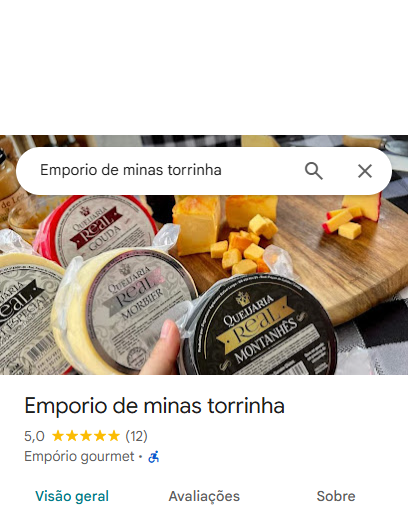 Emporio de minas torrinha
QUEIJARIA
Real
GOUDA
QUEIJARIA
Real
MORBIER
QUEIJARIA
Real
MONTANHÊS
Emporio de minas torrinha
5,0 (12)
Empório gourmet ·
Visão geral Avaliações Sobre